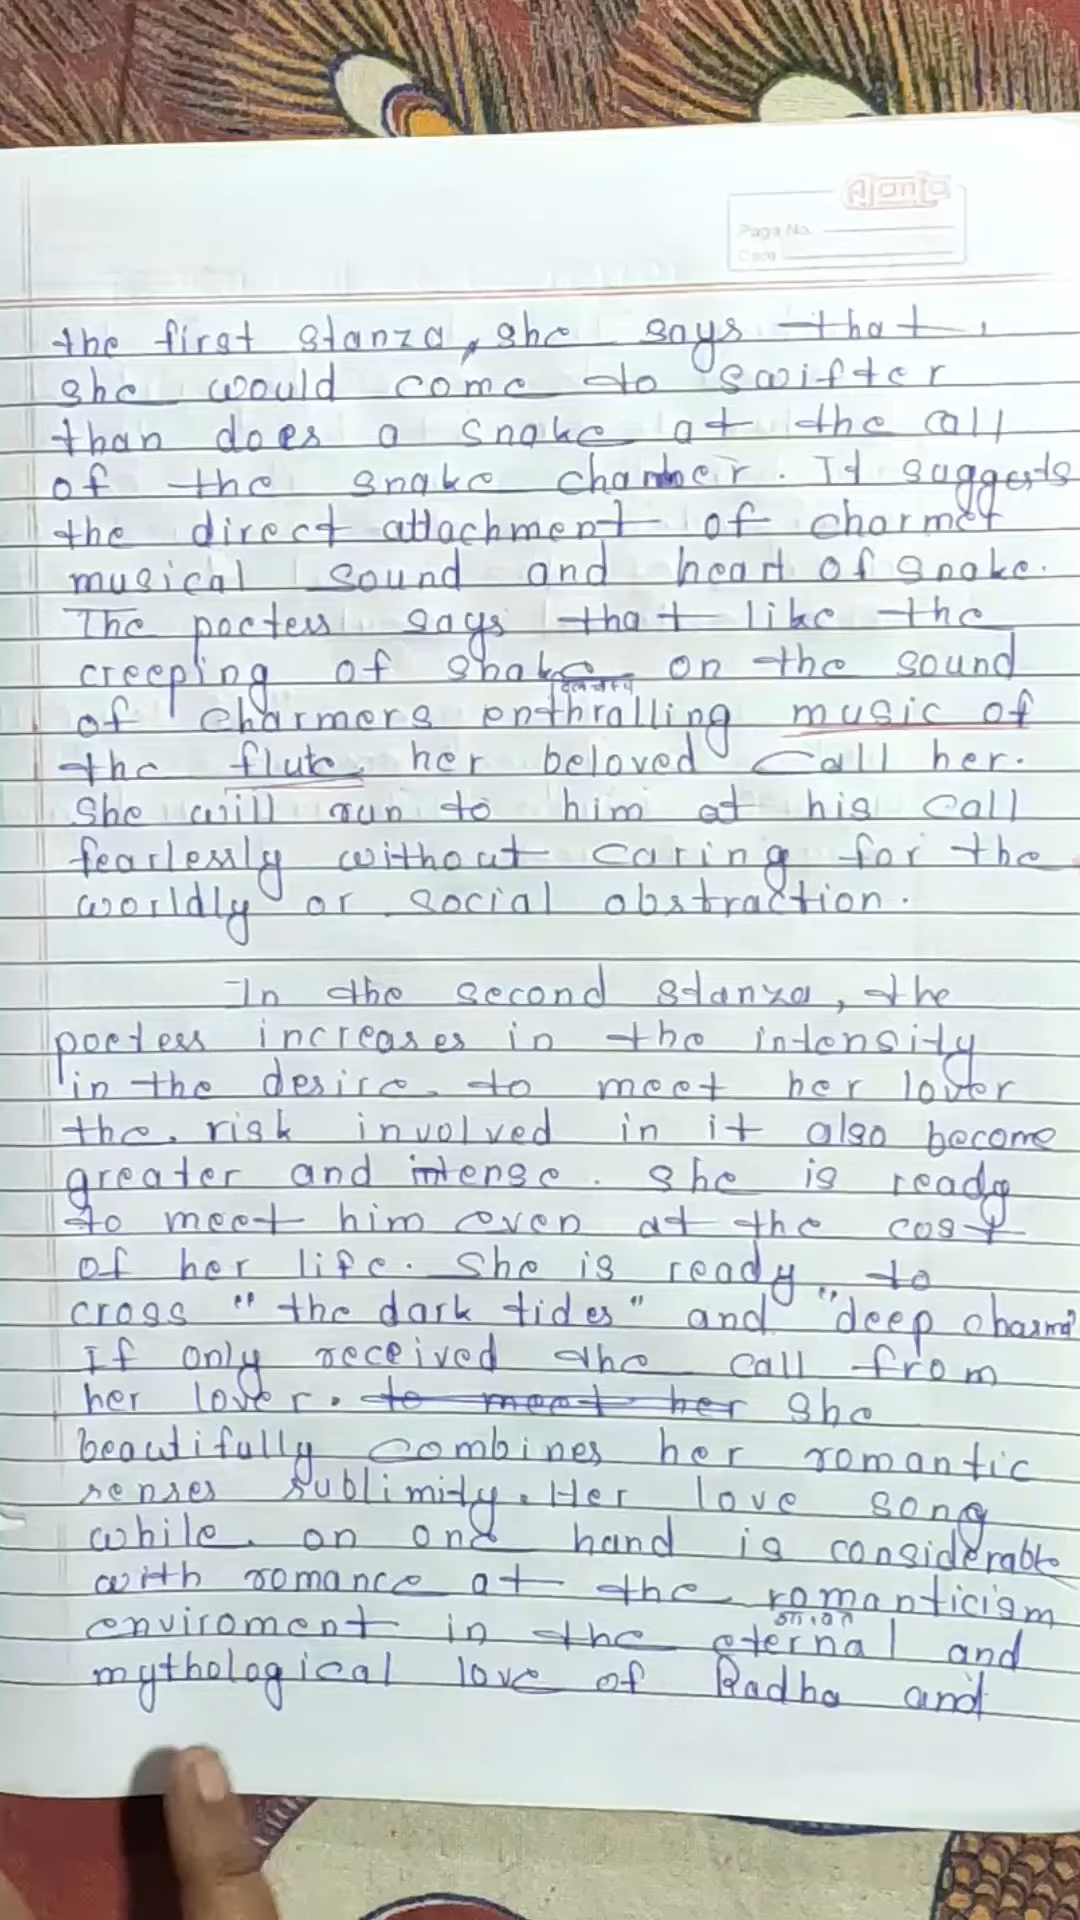 Ajanta
Page No.
Date
the first stanza, she says that,
she would come to swifter
than does a snake at the call
of the snake chamber. It suggests
the direct attachment of charmet
musical sound and heart of snake.
The poetess says that like the
creeping of snake on the sound
of charmers enthralling music of
the flute, her beloved call her.
She will run to him at his call
fearlessly without caring for the
worldly or social obstraction.
In the second stanza, the
poetess increases in the intensity
in the desire to meet her lover
the risk involved in it also become
greater and intense. She is ready
to meet him even at the cost
of her life. She is ready to
cross "the dark tides" and "deep
If only received the call from
her lover. to meet her She
beautifully combines her romantic
senses sublimity. Her love song
while on one hand is considerable
with romance at the romanticism
enviroment in the eternal and
mythological love of Radha and